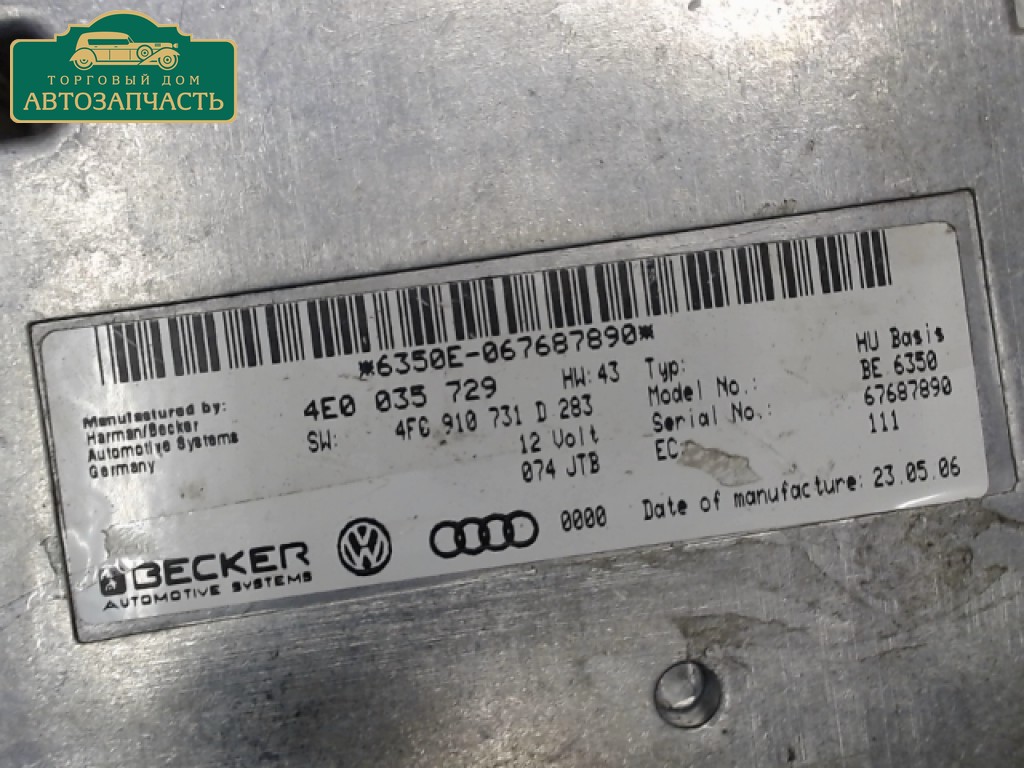 ТОРГОВЫЙ ДОМ
АВТОЗАПЧАСТЬ
*6350E-067687890*
Manufactured by:
Harman/Becker
Automotive Systems
Germany
4E0 035 729 HW: 43
SW: 4FC 910 731 D 283
12 Volt
074 JTB
Typ: HU Basis
Model No.: BE 6350
Serial No.: 67687890
EC 111
BECKER
AUTOMOTIVE SYSTEMS
0000
Date of manufacture: 23.05.06